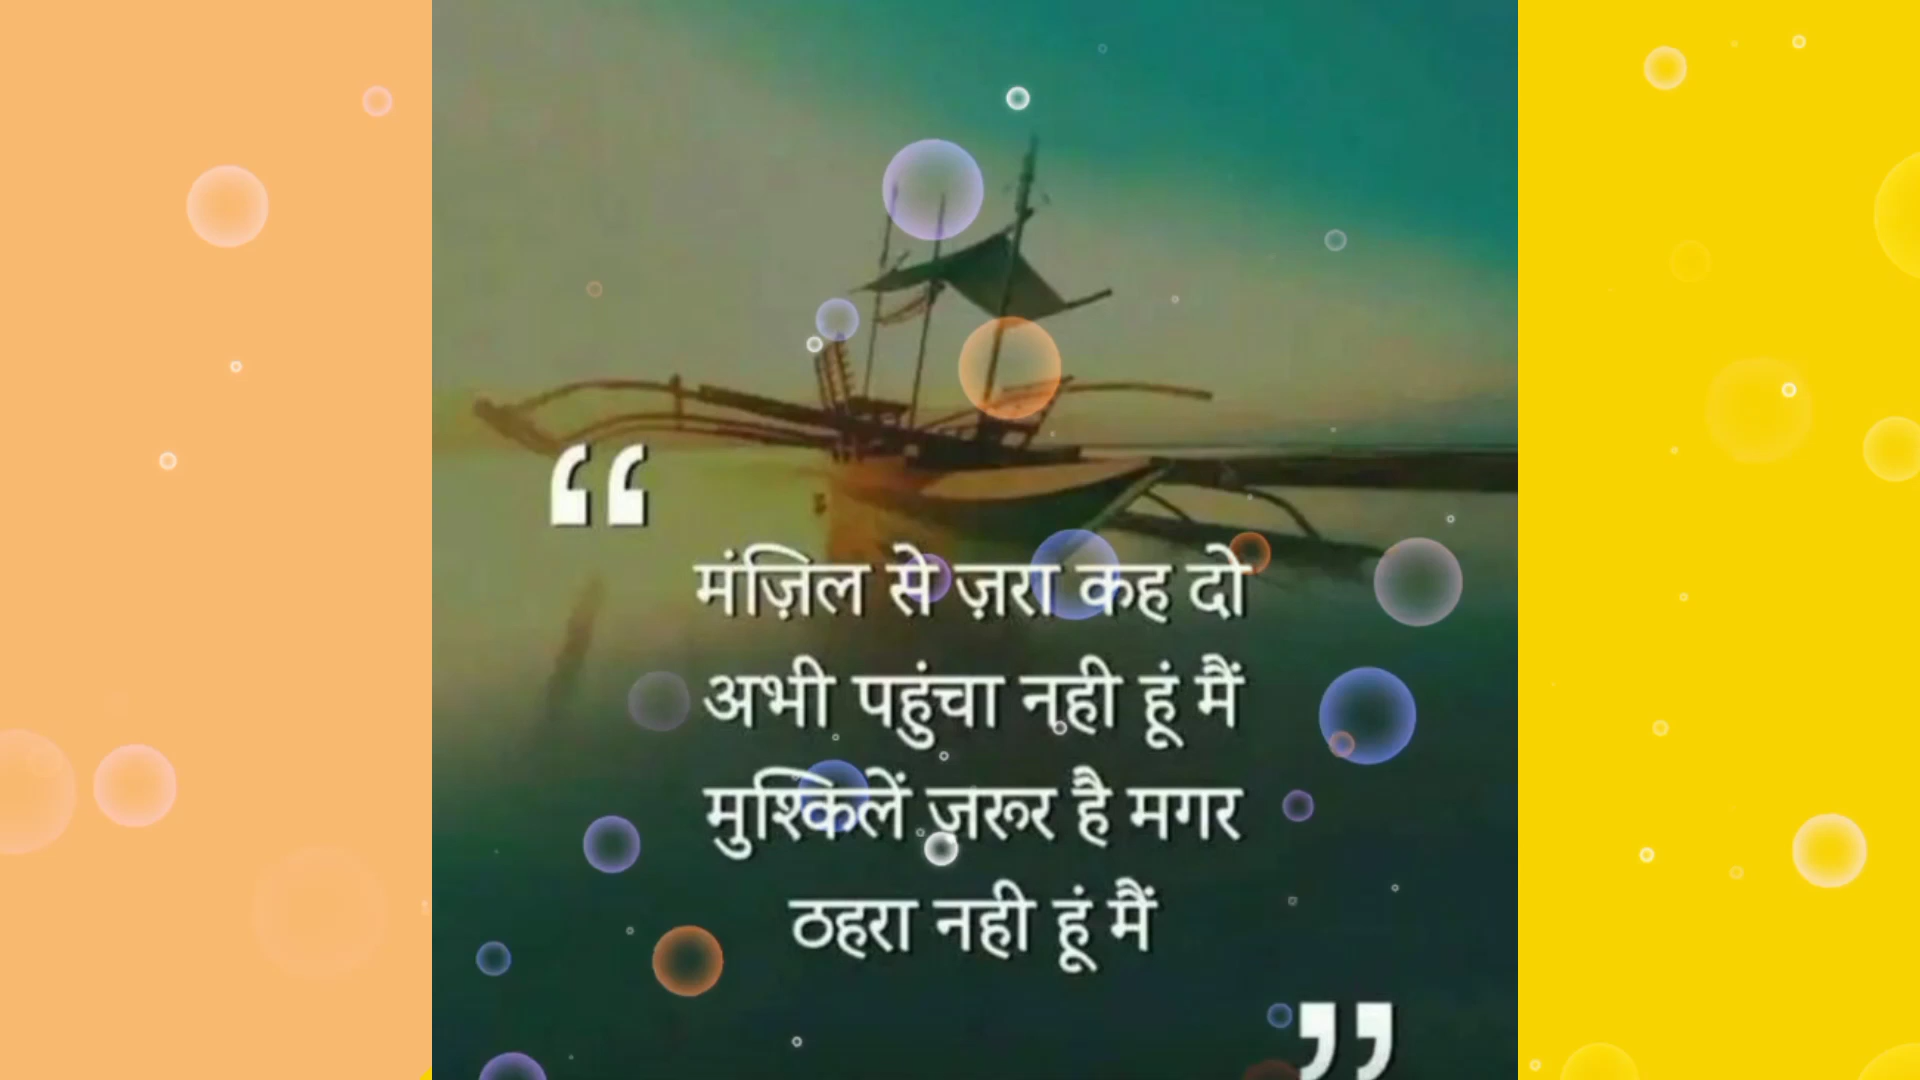 “
मंज़िल से ज़रा कह दो
अभी पहुंचा नही हूं मैं
मुश्किलें ज़रूर है मगर
ठहरा नही हूं मैं
”